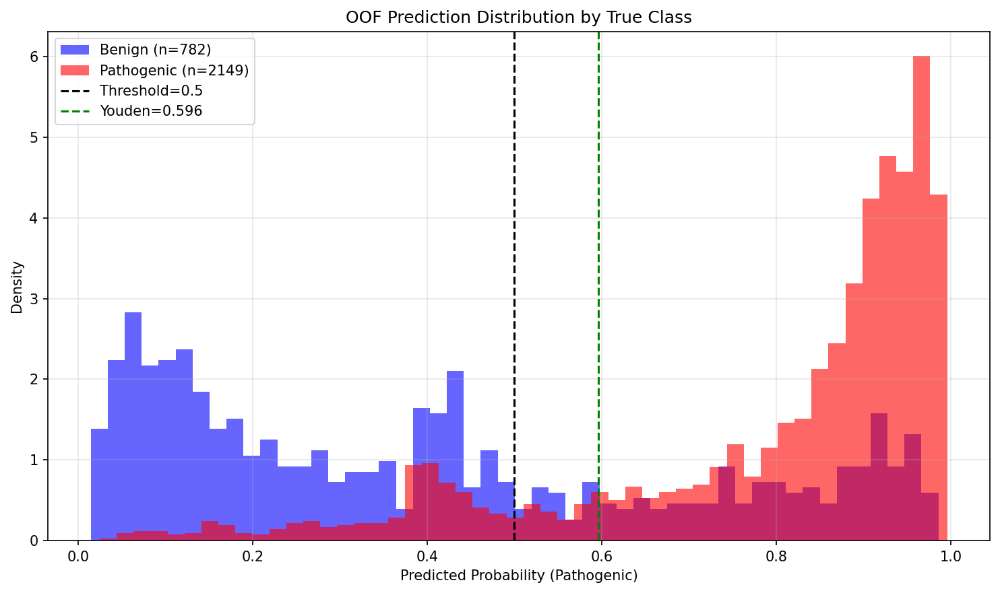 OOF Prediction Distribution by True Class
Benign (n=782)
Pathogenic (n=2149)
Threshold=0.5
Youden=0.596
6
5
4
3
2
1
0
Density
0.0 0.2 0.4 0.6 0.8 1.0
Predicted Probability (Pathogenic)